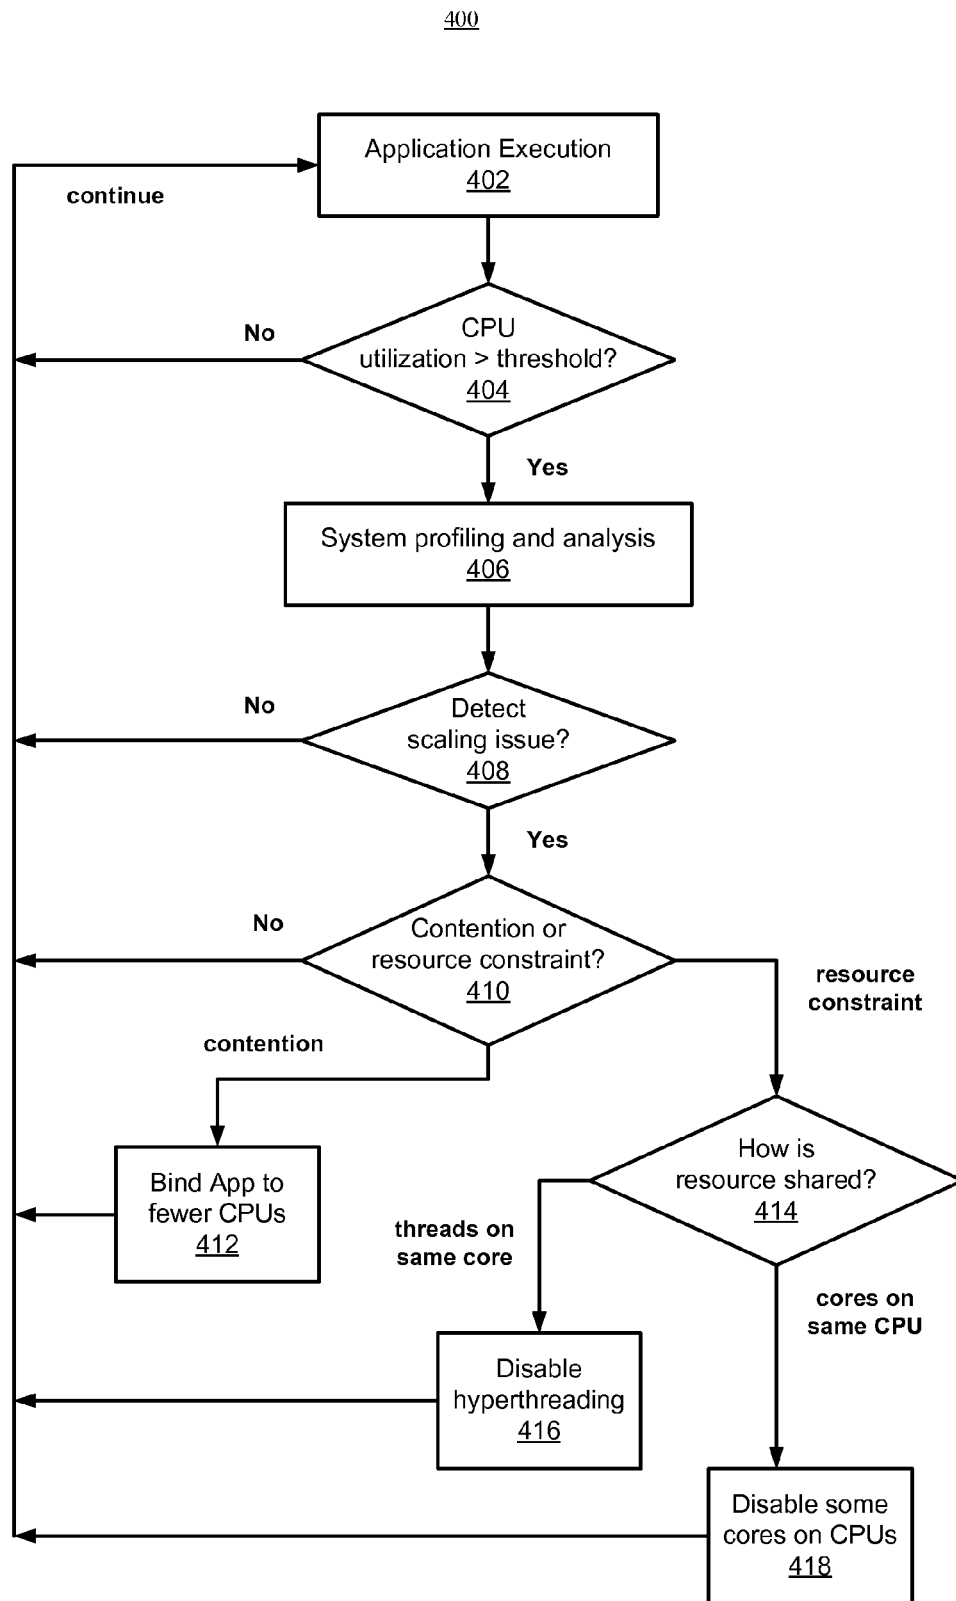 400
Application Execution
402
continue
No
CPU
utilization > threshold?
404
Yes
System profiling and analysis
406
No
Detect
scaling issue?
408
Yes
No
Contention or
resource constraint?
410
resource
constraint
contention
How is
resource shared?
414
Bind App to
fewer CPUs
412
threads on
same core
cores on
same CPU
Disable
hyperthreading
416
Disable some
cores on CPUs
418